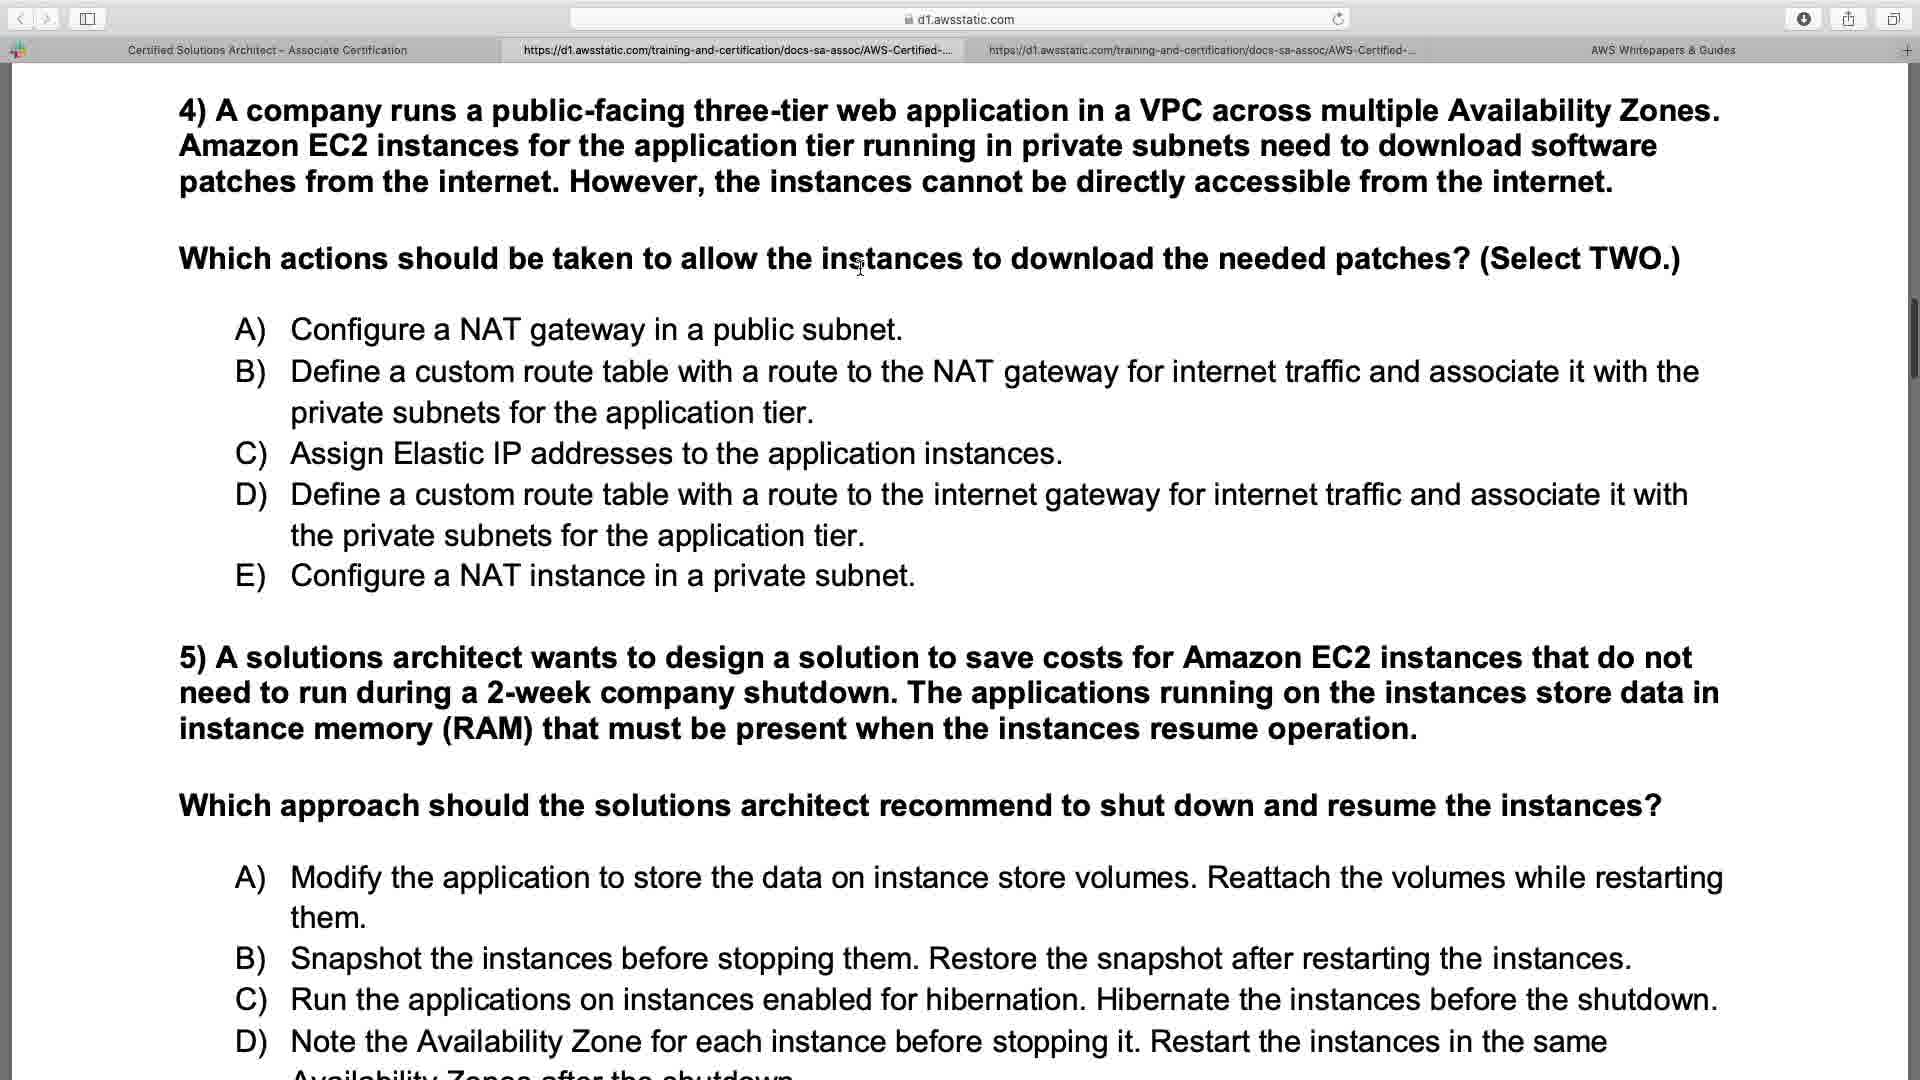 d1.awsstatic.com
Certified Solutions Architect – Associate Certification
https://d1.awsstatic.com/training-and-certification/docs-sa-assoc/AWS-Certified-...
https://d1.awsstatic.com/training-and-certification/docs-sa-assoc/AWS-Certified-...
AWS Whitepapers & Guides
4) A company runs a public-facing three-tier web application in a VPC across multiple Availability Zones.
Amazon EC2 instances for the application tier running in private subnets need to download software
patches from the internet. However, the instances cannot be directly accessible from the internet.
Which actions should be taken to allow the instances to download the needed patches? (Select TWO.)
A) Configure a NAT gateway in a public subnet.
B) Define a custom route table with a route to the NAT gateway for internet traffic and associate it with the
private subnets for the application tier.
C) Assign Elastic IP addresses to the application instances.
D) Define a custom route table with a route to the internet gateway for internet traffic and associate it with
the private subnets for the application tier.
E) Configure a NAT instance in a private subnet.
5) A solutions architect wants to design a solution to save costs for Amazon EC2 instances that do not
need to run during a 2-week company shutdown. The applications running on the instances store data in
instance memory (RAM) that must be present when the instances resume operation.
Which approach should the solutions architect recommend to shut down and resume the instances?
A) Modify the application to store the data on instance store volumes. Reattach the volumes while restarting
them.
B) Snapshot the instances before stopping them. Restore the snapshot after restarting the instances.
C) Run the applications on instances enabled for hibernation. Hibernate the instances before the shutdown.
D) Note the Availability Zone for each instance before stopping it. Restart the instances in the same
Availability Zones after the shutdown.